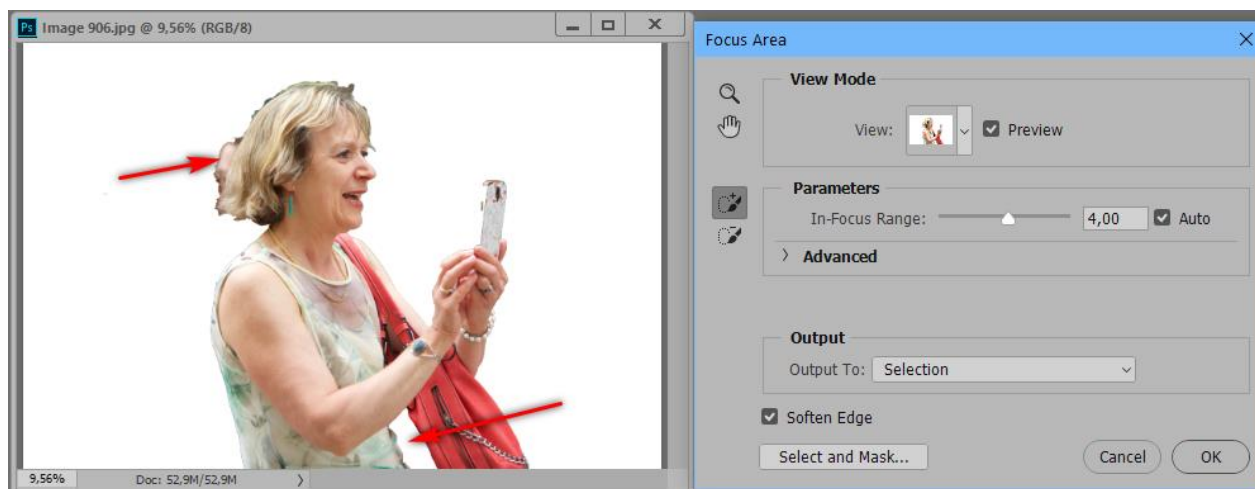 Ps Image 906.jpg @ 9,56% (RGB/8)
9,56% Doc: 52,9M/52,9M
Focus Area
View Mode
View: Preview
Parameters
In-Focus Range: 4,00 Auto
Advanced
Output
Output To: Selection
Soften Edge
Select and Mask... Cancel OK